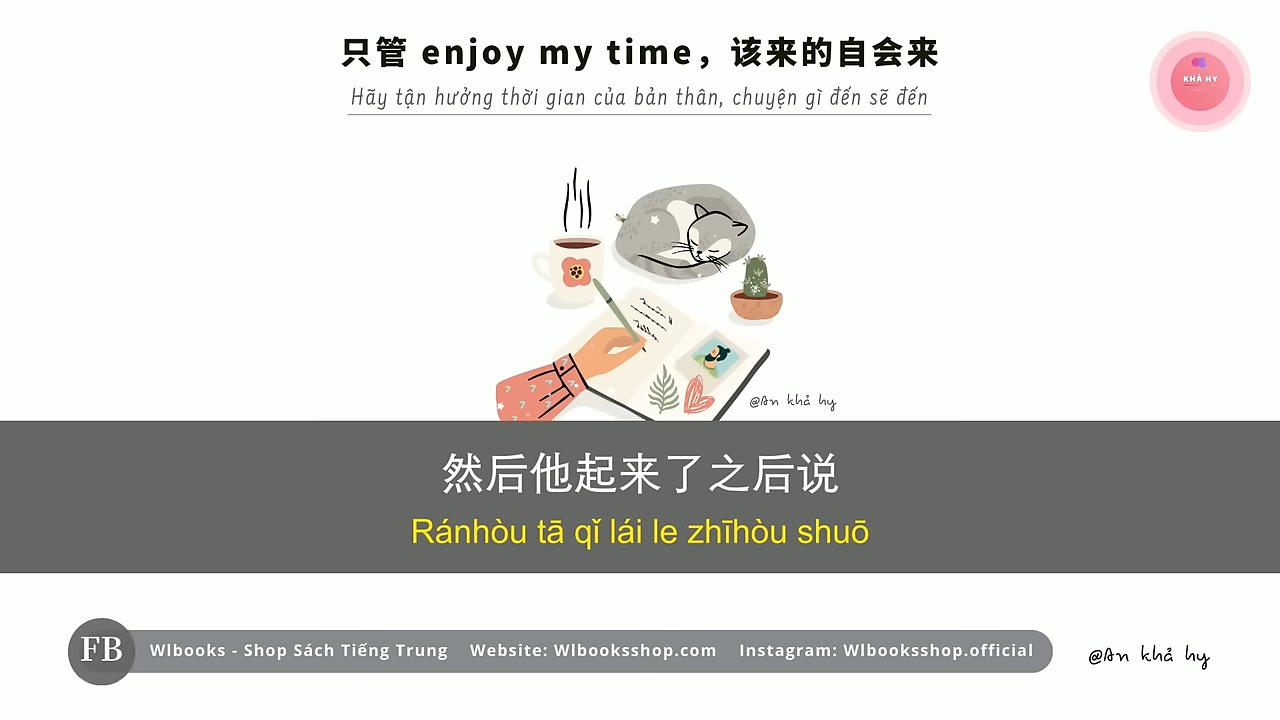 只管 enjoy my time，该来的自会来
Hãy tận hưởng thời gian của bản thân, chuyện gì đến sẽ đến
KHẢ HY
@An khả hy
然后他起来了之后说
Ránhòu tā qǐ lái le zhīhòu shuō
FB
Wlbooks - Shop Sách Tiếng Trung Website: Wlbooksshop.com Instagram: Wlbooksshop.official
@An khả hy